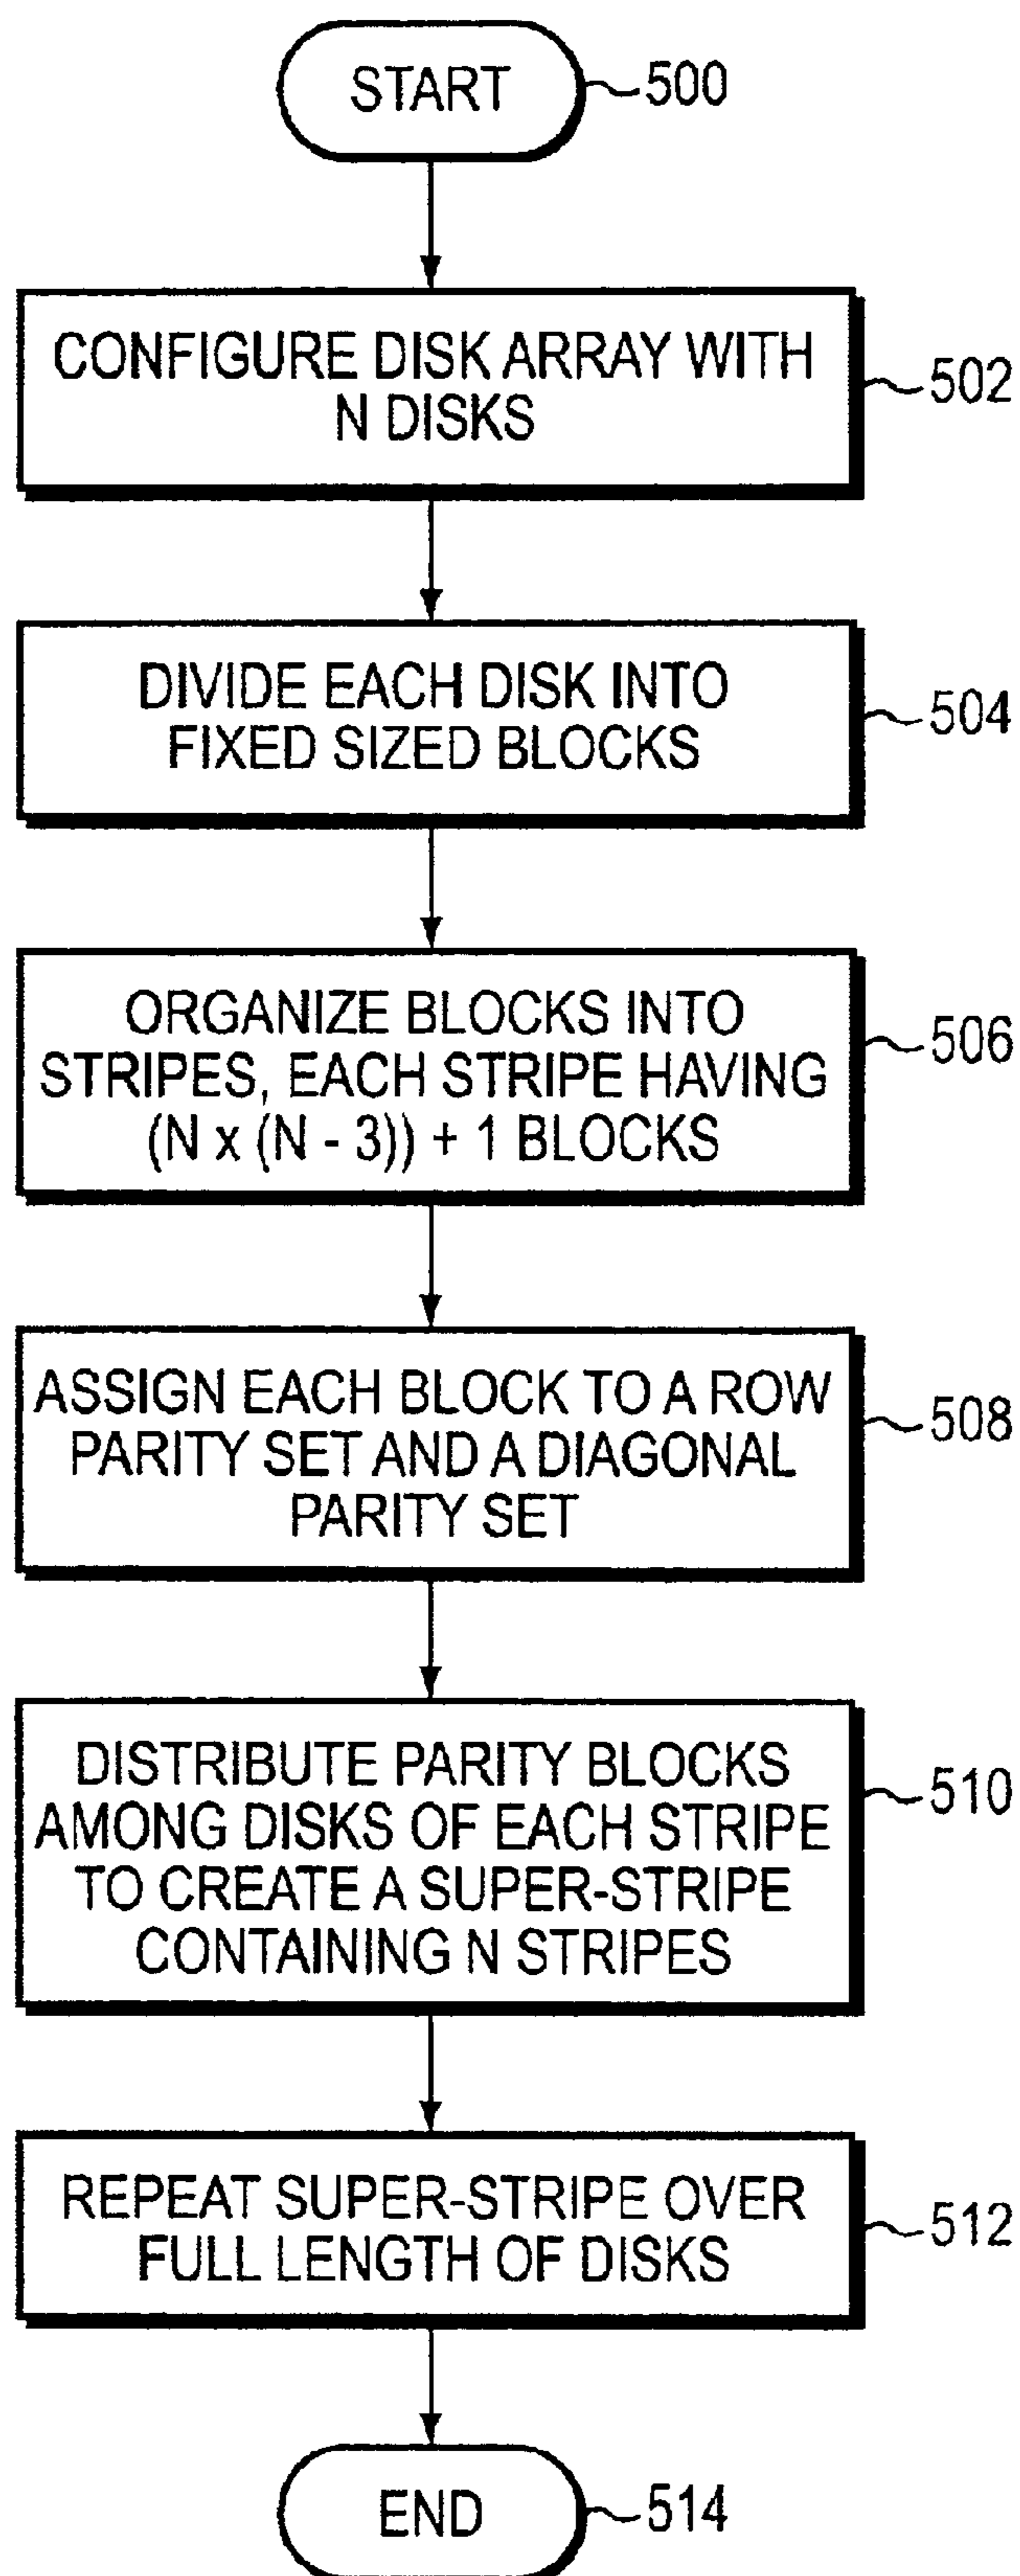 START
500
CONFIGURE DISK ARRAY WITH
N DISKS
502
DIVIDE EACH DISK INTO
FIXED SIZED BLOCKS
504
ORGANIZE BLOCKS INTO
STRIPES, EACH STRIPE HAVING
(N x (N - 3)) + 1 BLOCKS
506
ASSIGN EACH BLOCK TO A ROW
PARITY SET AND A DIAGONAL
PARITY SET
508
DISTRIBUTE PARITY BLOCKS
AMONG DISKS OF EACH STRIPE
TO CREATE A SUPER-STRIPE
CONTAINING N STRIPES
510
REPEAT SUPER-STRIPE OVER
FULL LENGTH OF DISKS
512
END
514